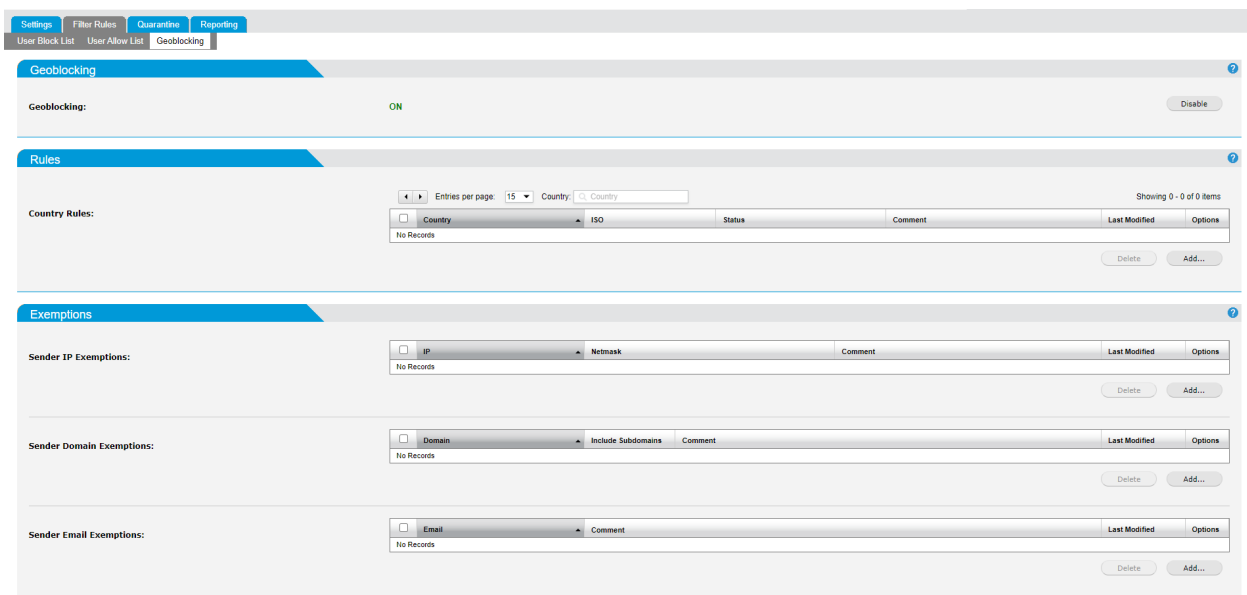 Settings Filter Rules Quarantine Reporting
User Block List User Allow List Geoblocking
Geoblocking ?
Geoblocking: ON Disable
Rules ?
Entries per page: 15 Country: Country Showing 0 - 0 of 0 items
Country Rules:
Country ISO Status Comment Last Modified Options
No Records
Delete Add...
Exemptions ?
Sender IP Exemptions:
IP Netmask Comment Last Modified Options
No Records
Delete Add...
Sender Domain Exemptions:
Domain Include Subdomains Comment Last Modified Options
No Records
Delete Add...
Sender Email Exemptions:
Email Comment Last Modified Options
No Records
Delete Add...